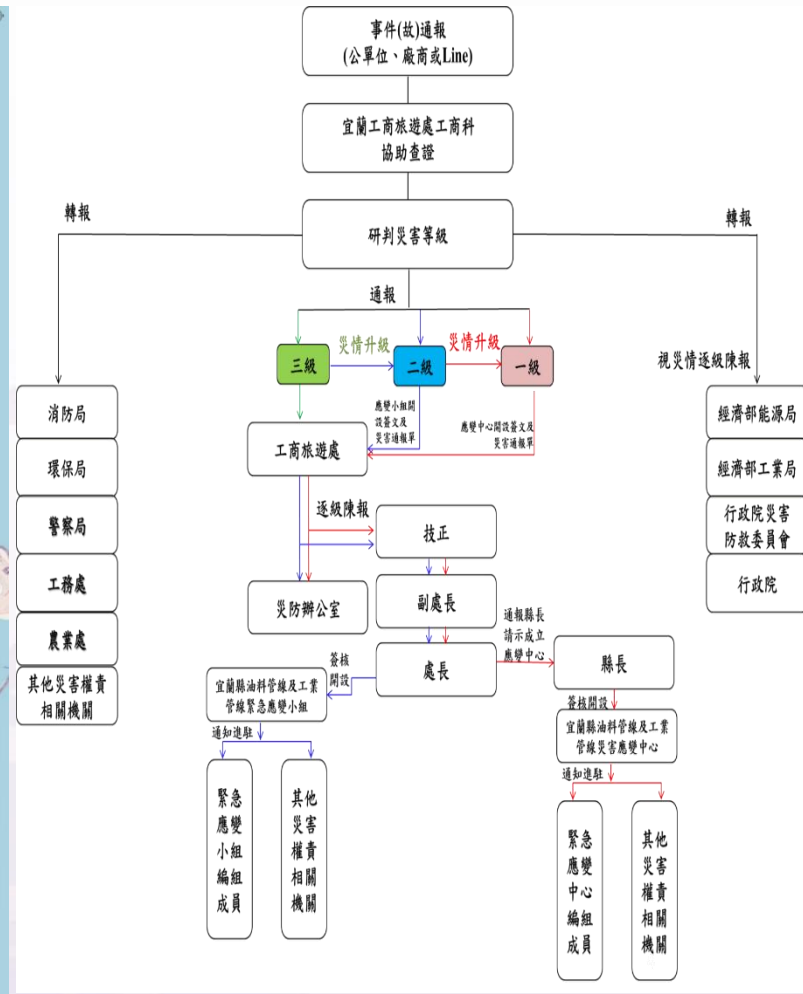 事件(故)通報
(公單位、廠商或Line)
宜蘭工商旅遊處工商科
協助查證
轉報
研判災害等級
轉報
通報
三級
災情升級
二級
災情升級
一級
視災情逐級陳報
消防局
環保局
警察局
工務處
農業處
其他災害權責
相關機關
經濟部能源局
經濟部工業局
行政院災害
防救委員會
行政院
應變小組開
設簽文及
災害通報單
應變中心開設簽文及
災害通報單
工商旅遊處
逐級陳報
技正
災防辦公室
副處長
通報縣長
請示成立
應變中心
處長
縣長
簽核
開設
宜蘭縣油料管線及工業
管線緊急應變小組
通知進駐
緊急應變小組編組成員
其他災害權責相關機關
簽核開設
宜蘭縣油料管線及工業
管線災害應變中心
通知進駐
緊急應變中心編組成員
其他災害權責相關機關